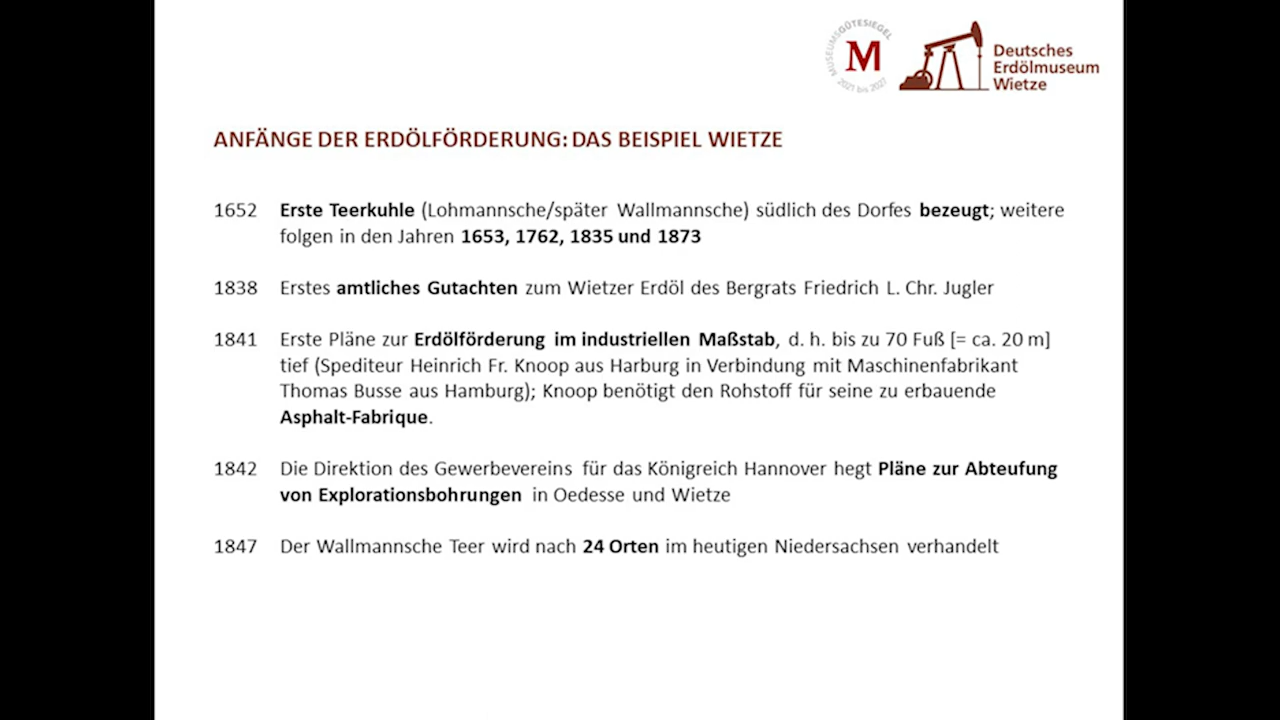 MUSEUMSGÜTESIEGEL
M
2021 bis 2027
Deutsches
Erdölmuseum
Wietze
ANFÄNGE DER ERDÖLFÖRDERUNG: DAS BEISPIEL WIETZE
1652 Erste Teerkuhle (Lohmannsche/später Wallmannsche) südlich des Dorfes bezeugt; weitere
folgen in den Jahren 1653, 1762, 1835 und 1873
1838 Erstes amtliches Gutachten zum Wietzer Erdöl des Bergrats Friedrich L. Chr. Jugler
1841 Erste Pläne zur Erdölförderung im industriellen Maßstab, d. h. bis zu 70 Fuß [= ca. 20 m]
tief (Spediteur Heinrich Fr. Knoop aus Harburg in Verbindung mit Maschinenfabrikant
Thomas Busse aus Hamburg); Knoop benötigt den Rohstoff für seine zu erbauende
Asphalt-Fabrique.
1842 Die Direktion des Gewerbevereins für das Königreich Hannover hegt Pläne zur Abteufung
von Explorationsbohrungen in Oedesse und Wietze
1847 Der Wallmannsche Teer wird nach 24 Orten im heutigen Niedersachsen verhandelt